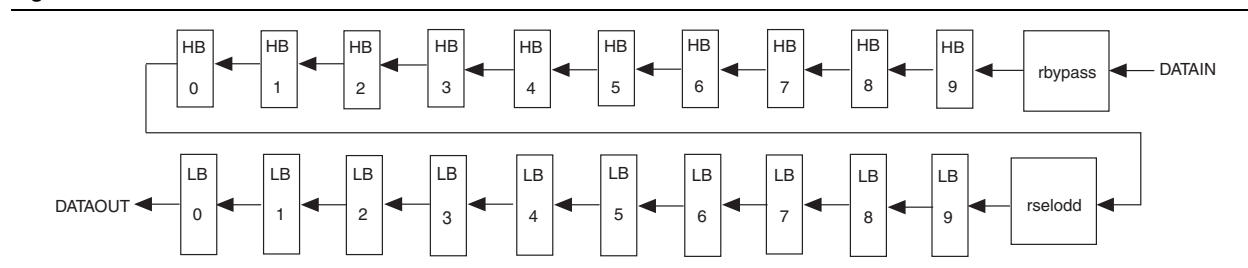 HB HB HB HB HB HB HB HB HB HB
0 1 2 3 4 5 6 7 8 9 rbypass DATAIN
LB LB LB LB LB LB LB LB LB LB
DATAOUT 0 1 2 3 4 5 6 7 8 9 rselodd